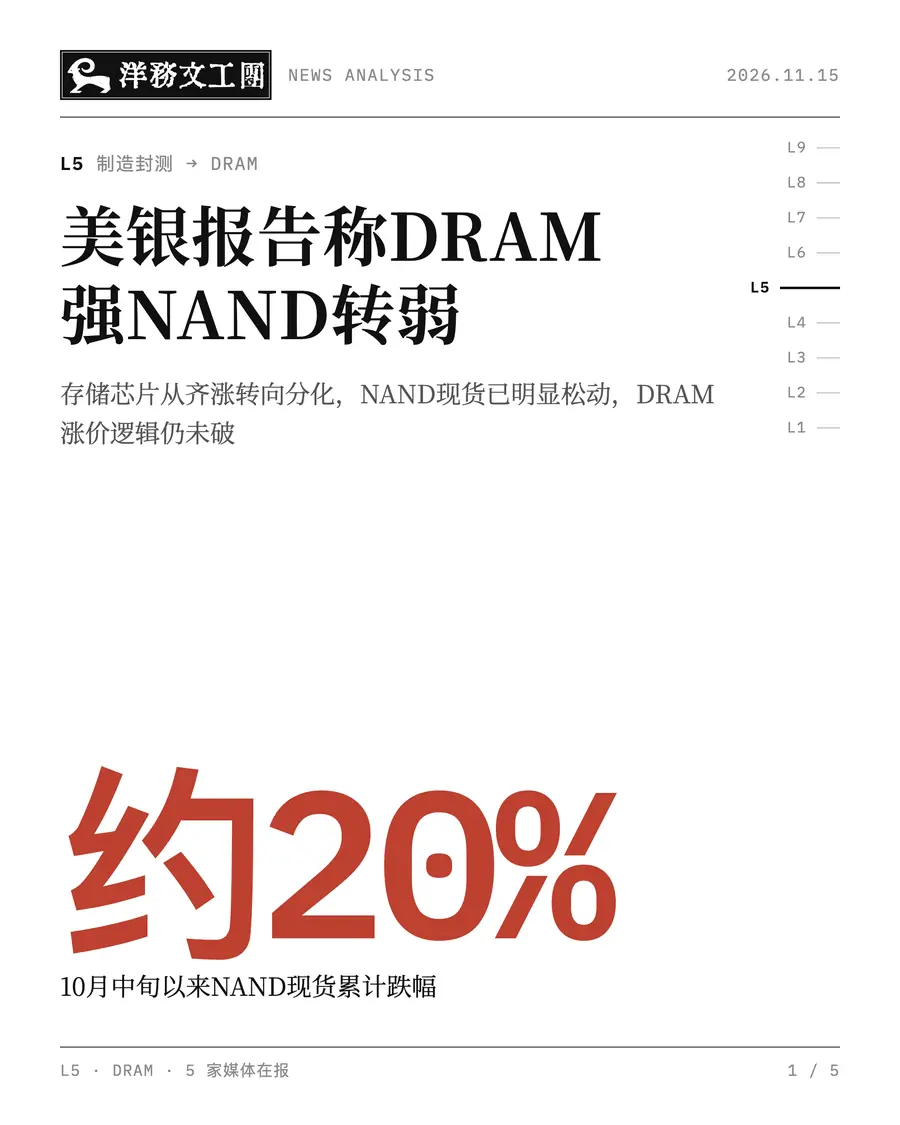 洋務文工團 NEWS ANALYSIS 2026.11.15
L5 制造封测 → DRAM
美银报告称DRAM
强NAND转弱
存储芯片从齐涨转向分化，NAND现货已明显松动，DRAM
涨价逻辑仍未破
L9
L8
L7
L6
L5
L4
L3
L2
L1
约20%
10月中旬以来NAND现货累计跌幅
L5 · DRAM · 5 家媒体在报 1 / 5